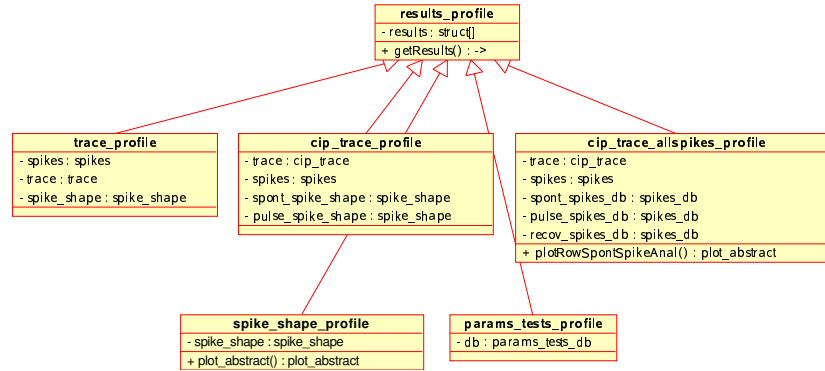 results_profile
- results : struct[]
+ getResults() : ->
trace_profile
- spikes : spikes
- trace : trace
- spike_shape : spike_shape
cip_trace_profile
- trace : cip_trace
- spikes : spikes
- spont_spike_shape : spike_shape
- pulse_spike_shape : spike_shape
cip_trace_allspikes_profile
- trace : cip_trace
- spikes : spikes
- spont_spikes_db : spikes_db
- pulse_spikes_db : spikes_db
- recov_spikes_db : spikes_db
+ plotRowSpontSpikeAnal() : plot_abstract
spike_shape_profile
- spike_shape : spike_shape
+ plot_abstract() : plot_abstract
params_tests_profile
- db : params_tests_db